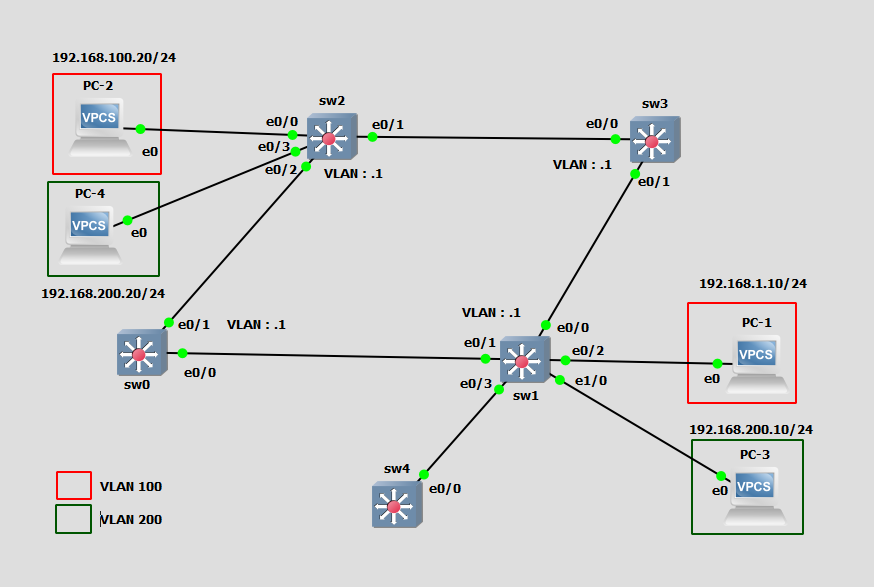 192.168.100.20/24
PC-2
VPCS
e0
sw2
e0/0
e0/1
e0/3
e0/2
VLAN : .1
sw3
e0/0
VLAN : .1
e0/1
PC-4
VPCS
e0
192.168.200.20/24
e0/1
VLAN : .1
e0/0
sw0
VLAN : .1
e0/0
e0/1
e0/2
e0/3
e1/0
sw1
192.168.1.10/24
PC-1
VPCS
e0
192.168.200.10/24
PC-3
VPCS
e0
sw4
e0/0
VLAN 100
VLAN 200